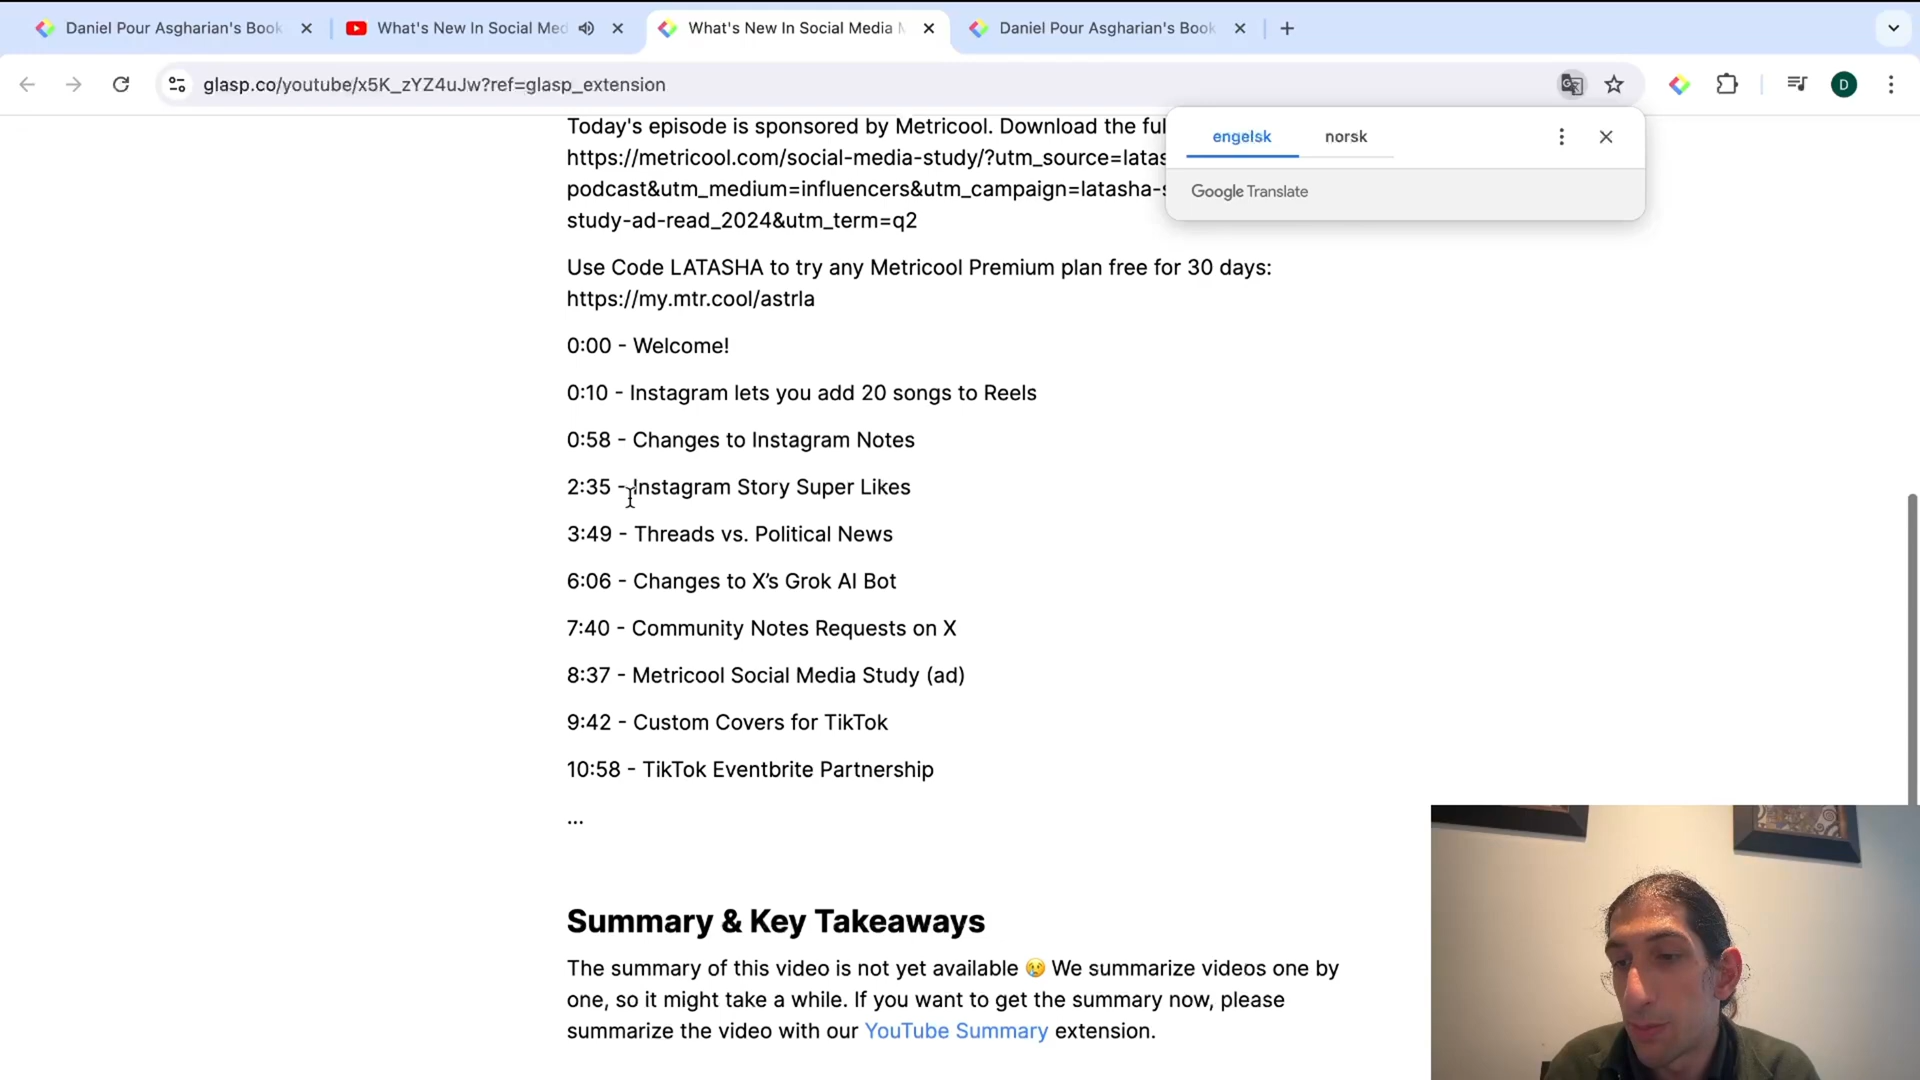 Daniel Pour Asgharian's Book
What's New In Social Med
What's New In Social Media M
Daniel Pour Asgharian's Book
glasp.co/youtube/x5K_zYZ4uJw?ref=glasp_extension
D
engelsk norsk
Google Translate
Today's episode is sponsored by Metricool. Download the ful
https://metricool.com/social-media-study/?utm_source=latas
podcast&utm_medium=influencers&utm_campaign=latasha-s
study-ad-read_2024&utm_term=q2
Use Code LATASHA to try any Metricool Premium plan free for 30 days:
https://my.mtr.cool/astrla
0:00 - Welcome!
0:10 - Instagram lets you add 20 songs to Reels
0:58 - Changes to Instagram Notes
2:35 - Instagram Story Super Likes
3:49 - Threads vs. Political News
6:06 - Changes to X’s Grok AI Bot
7:40 - Community Notes Requests on X
8:37 - Metricool Social Media Study (ad)
9:42 - Custom Covers for TikTok
10:58 - TikTok Eventbrite Partnership
...
Summary & Key Takeaways
The summary of this video is not yet available 😢 We summarize videos one by
one, so it might take a while. If you want to get the summary now, please
summarize the video with our YouTube Summary extension.